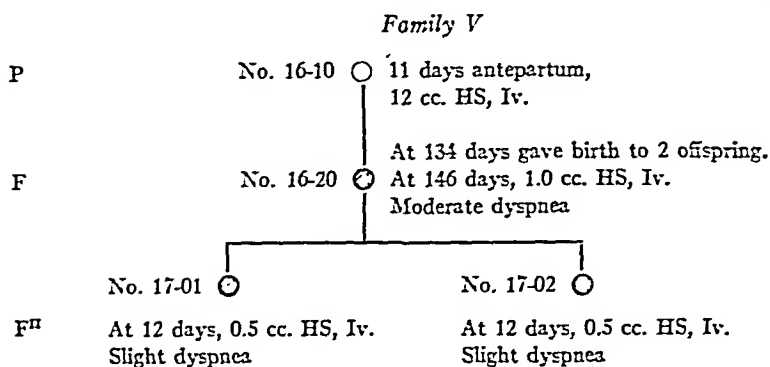 Family V
P No. 16-10 11 days antepartum,
12 cc. HS, Iv.
At 134 days gave birth to 2 offspring.
F No. 16-20 At 146 days, 1.0 cc. HS, Iv.
Moderate dyspnea
No. 17-01 No. 17-02
Fᴵᴵ At 12 days, 0.5 cc. HS, Iv. At 12 days, 0.5 cc. HS, Iv.
Slight dyspnea Slight dyspnea